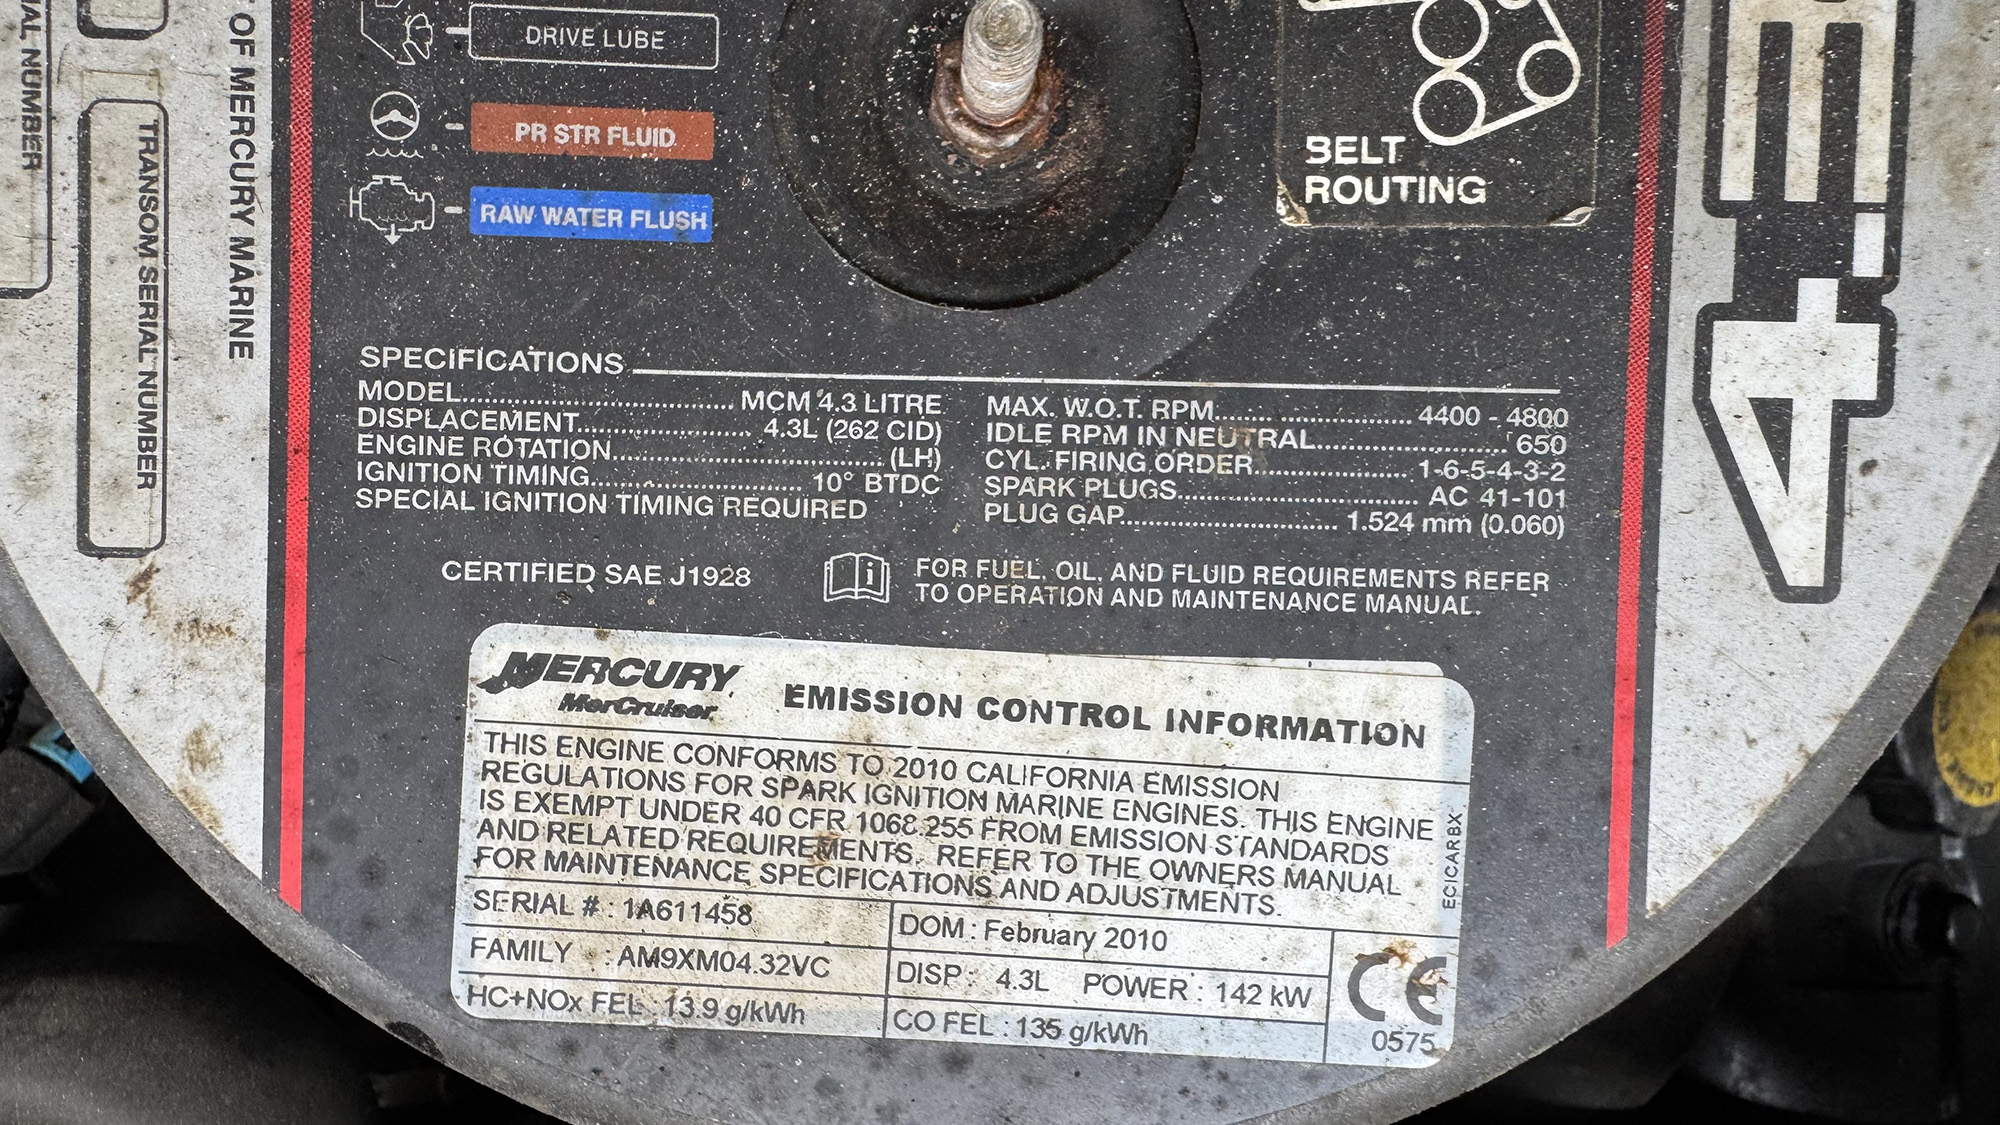 NAL NUMBER
TRANSOM SERIAL NUMBER
OF MERCURY MARINE
DRIVE LUBE
PR STR FLUID
RAW WATER FLUSH
BELT
ROUTING
4
SPECIFICATIONS
MODEL MCM 4.3 LITRE
DISPLACEMENT 4.3L (262 CID)
ENGINE ROTATION (LH)
IGNITION TIMING 10° BTDC
SPECIAL IGNITION TIMING REQUIRED
MAX. W.O.T. RPM 4400 - 4800
IDLE RPM IN NEUTRAL 650
CYL. FIRING ORDER 1-6-5-4-3-2
SPARK PLUGS AC 41-101
PLUG GAP 1.524 mm (0.060)
CERTIFIED SAE J1928
FOR FUEL, OIL, AND FLUID REQUIREMENTS REFER
TO OPERATION AND MAINTENANCE MANUAL.
MERCURY
MerCruiser
EMISSION CONTROL INFORMATION
THIS ENGINE CONFORMS TO 2010 CALIFORNIA EMISSION
REGULATIONS FOR SPARK IGNITION MARINE ENGINES. THIS ENGINE
IS EXEMPT UNDER 40 CFR 1068.255 FROM EMISSION STANDARDS
AND RELATED REQUIREMENTS. REFER TO THE OWNERS MANUAL
FOR MAINTENANCE SPECIFICATIONS AND ADJUSTMENTS.
ECICARBX
SERIAL # : 1A611458
DOM : February 2010
FAMILY : AM9XM04.32VC
DISP : 4.3L POWER : 142 kW
HC+NOx FEL : 13.9 g/kWh
CO FEL : 135 g/kWh
CE
0575